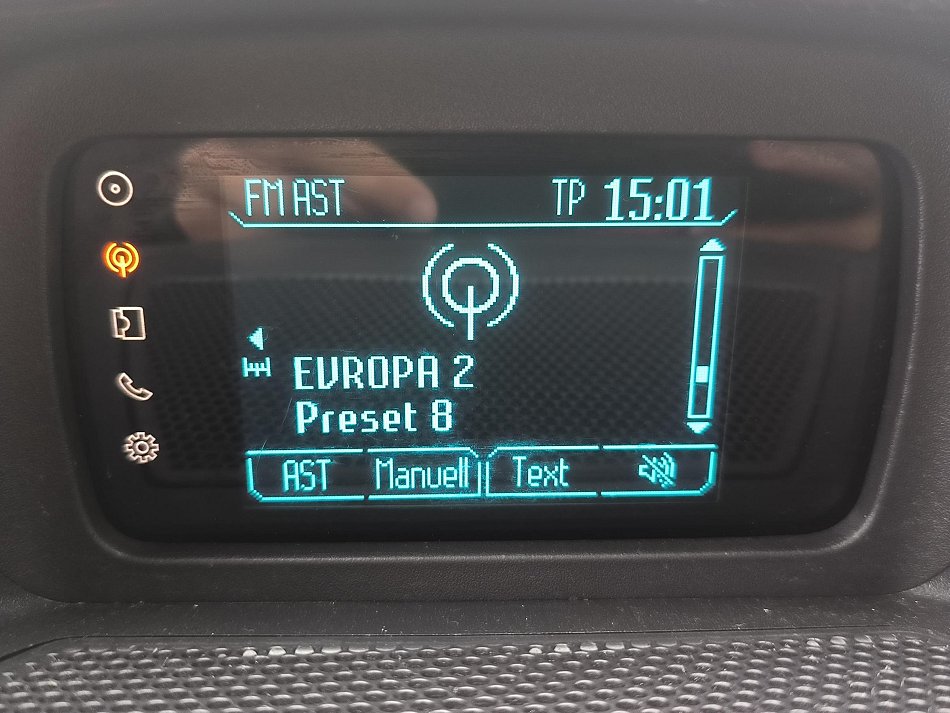 FM AST TP 15:01
EVROPA 2
Preset 8
AST Manuell Text